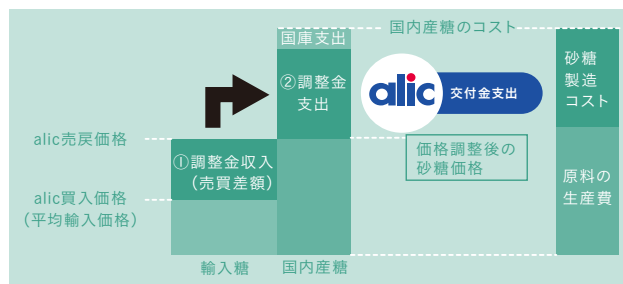 国内産糖のコスト
国庫支出
②調整金
支出
alic
交付金支出
砂糖
製造
コスト
alic売戻価格
①調整金収入
（売買差額）
価格調整後の
砂糖価格
alic買入価格
（平均輸入価格）
原料の
生産費
輸入糖
国内産糖